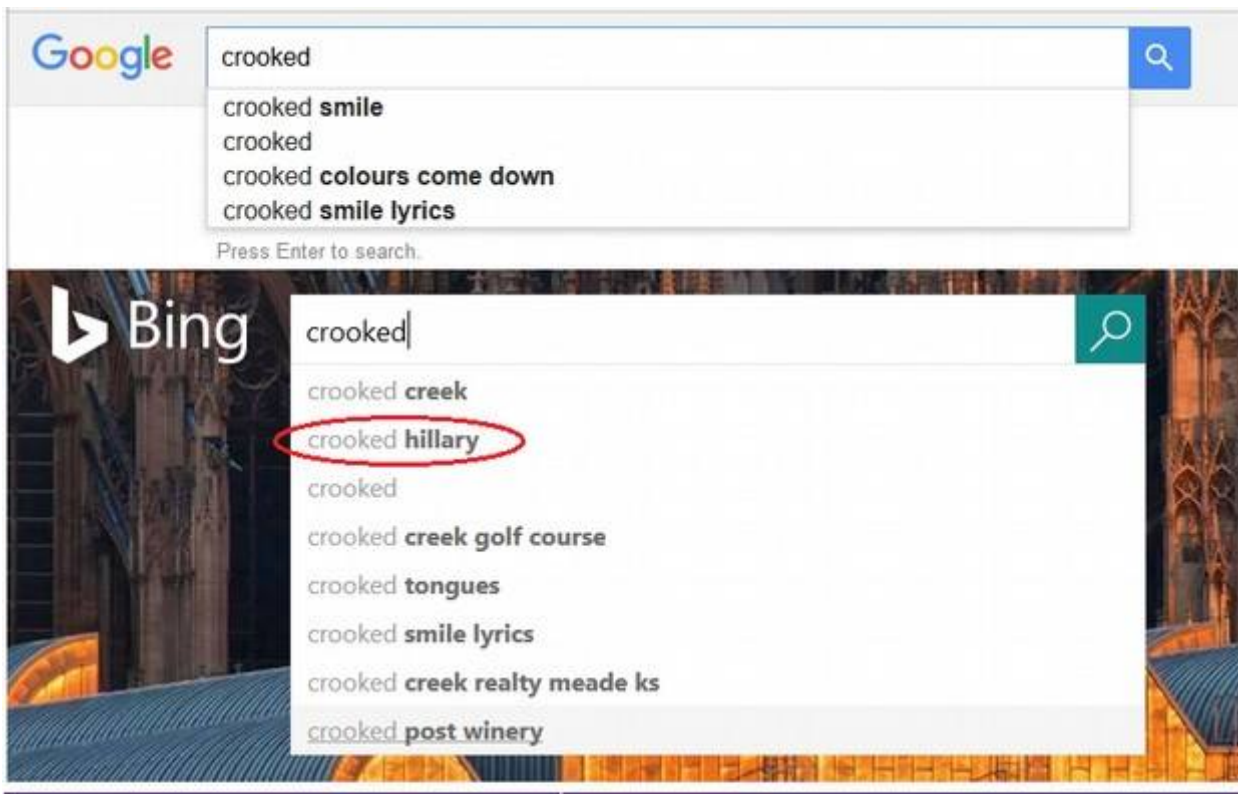 Google crooked
crooked smile
crooked
crooked colours come down
crooked smile lyrics
Press Enter to search.
Bing crooked
crooked creek
crooked hillary
crooked
crooked creek golf course
crooked tongues
crooked smile lyrics
crooked creek realty meade ks
crooked post winery